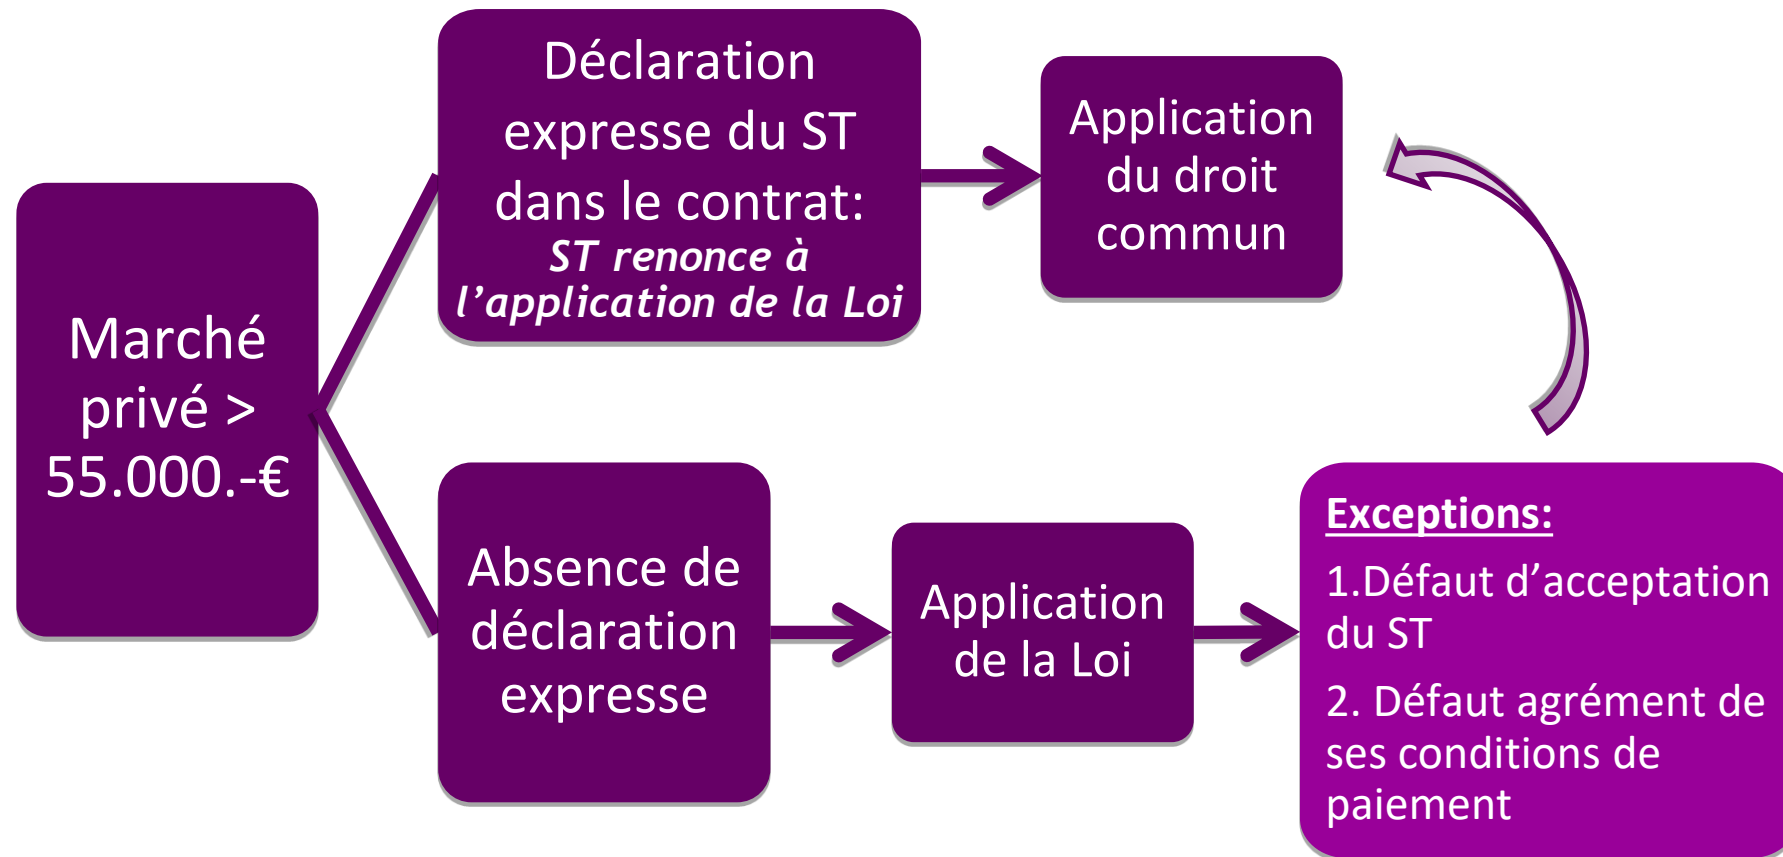 Marché
privé >
55.000.-€
Déclaration
expresse du ST
dans le contrat:
ST renonce à
l’application de la Loi
Application
du droit
commun
Absence de
déclaration
expresse
Application
de la Loi
Exceptions:
1.Défaut d’acceptation
du ST
2. Défaut agrément de
ses conditions de
paiement